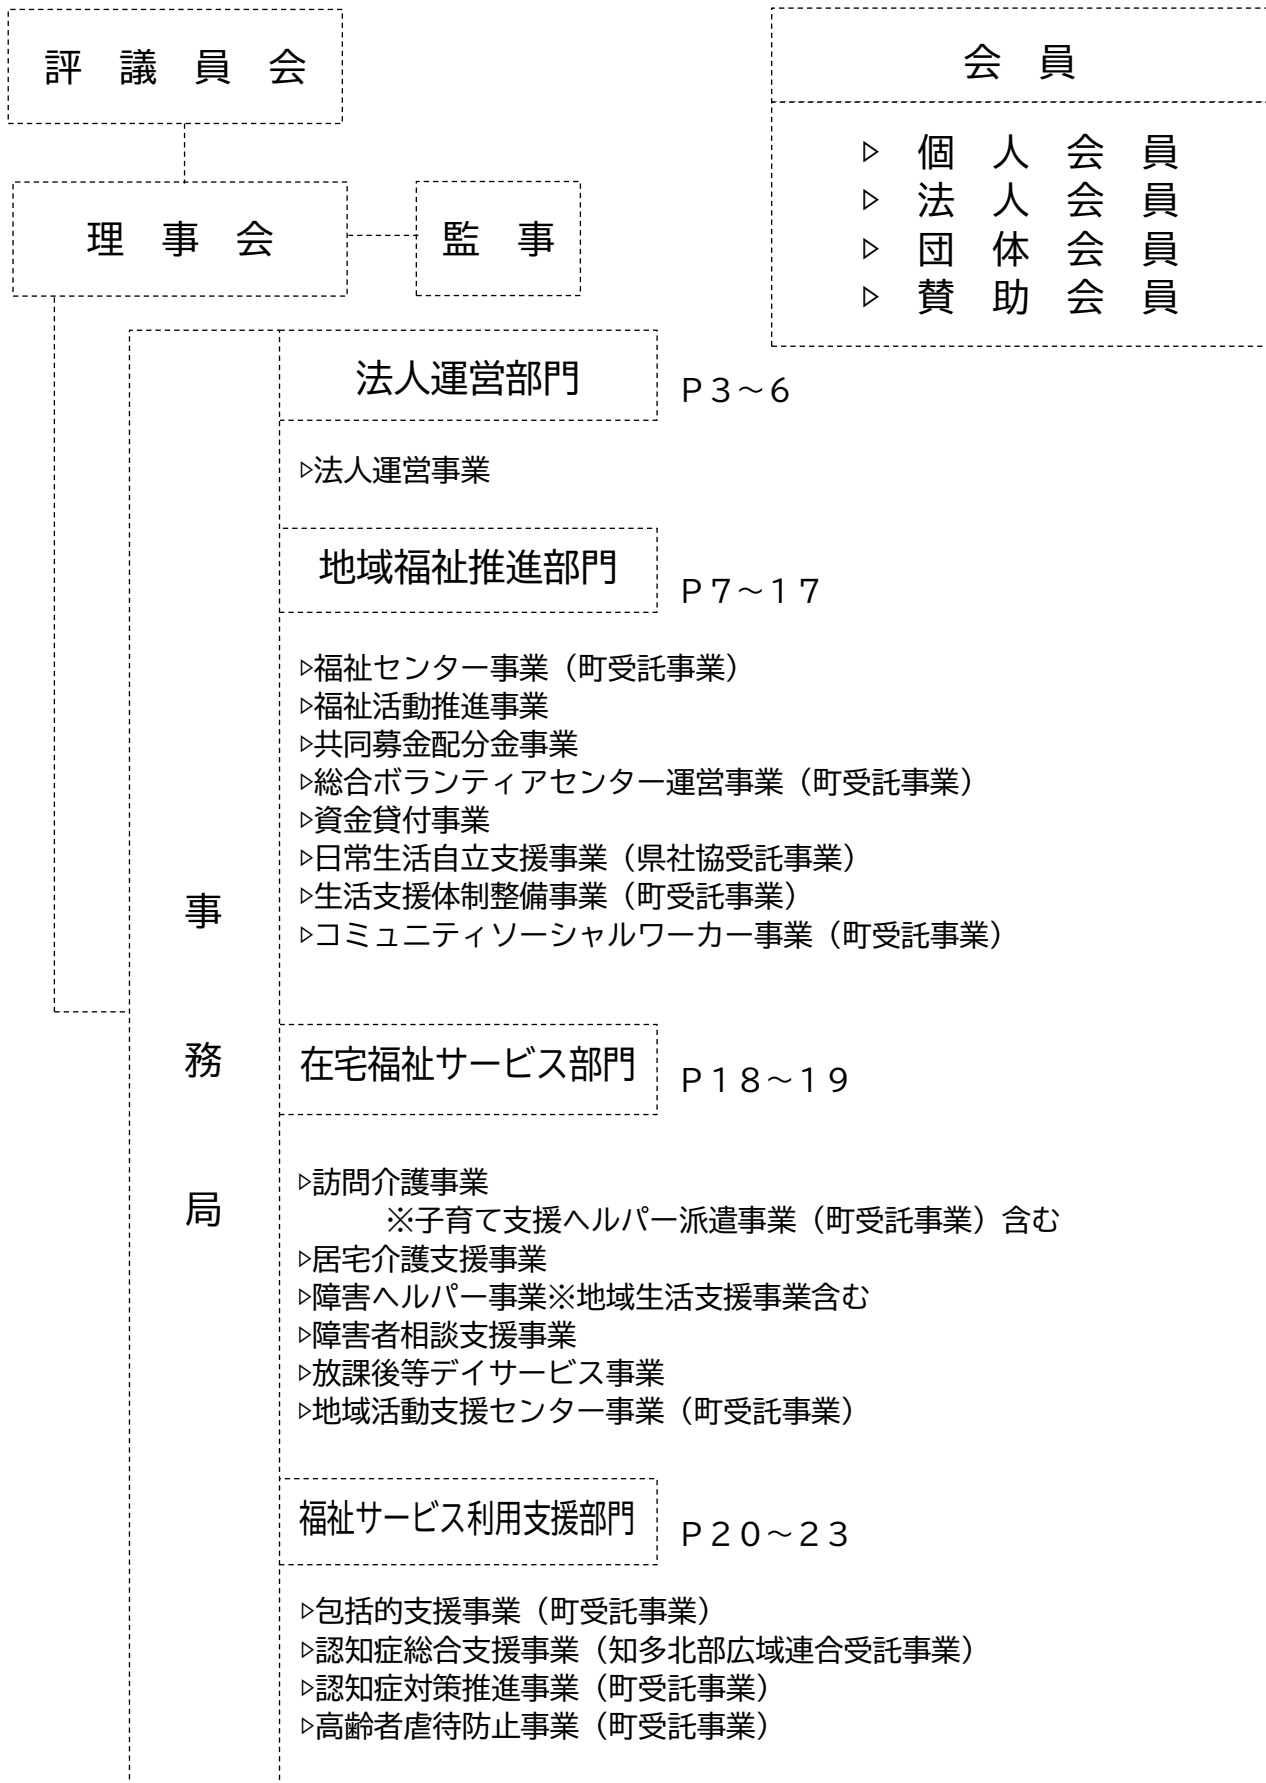 評議員会
会員
▷個人会員
▷法人会員
▷団体会員
▷賛助会員
理事会
監事
事務局
法人運営部門
P3～6
▷法人運営事業
地域福祉推進部門
P7～17
▷福祉センター事業（町受託事業）
▷福祉活動推進事業
▷共同募金配分金事業
▷総合ボランティアセンター運営事業（町受託事業）
▷資金貸付事業
▷日常生活自立支援事業（県社協受託事業）
▷生活支援体制整備事業（町受託事業）
▷コミュニティソーシャルワーカー事業（町受託事業）
在宅福祉サービス部門
P18～19
▷訪問介護事業
※子育て支援ヘルパー派遣事業（町受託事業）含む
▷居宅介護支援事業
▷障害ヘルパー事業※地域生活支援事業含む
▷障害者相談支援事業
▷放課後等デイサービス事業
▷地域活動支援センター事業（町受託事業）
福祉サービス利用支援部門
P20～23
▷包括的支援事業（町受託事業）
▷認知症総合支援事業（知多北部広域連合受託事業）
▷認知症対策推進事業（町受託事業）
▷高齢者虐待防止事業（町受託事業）